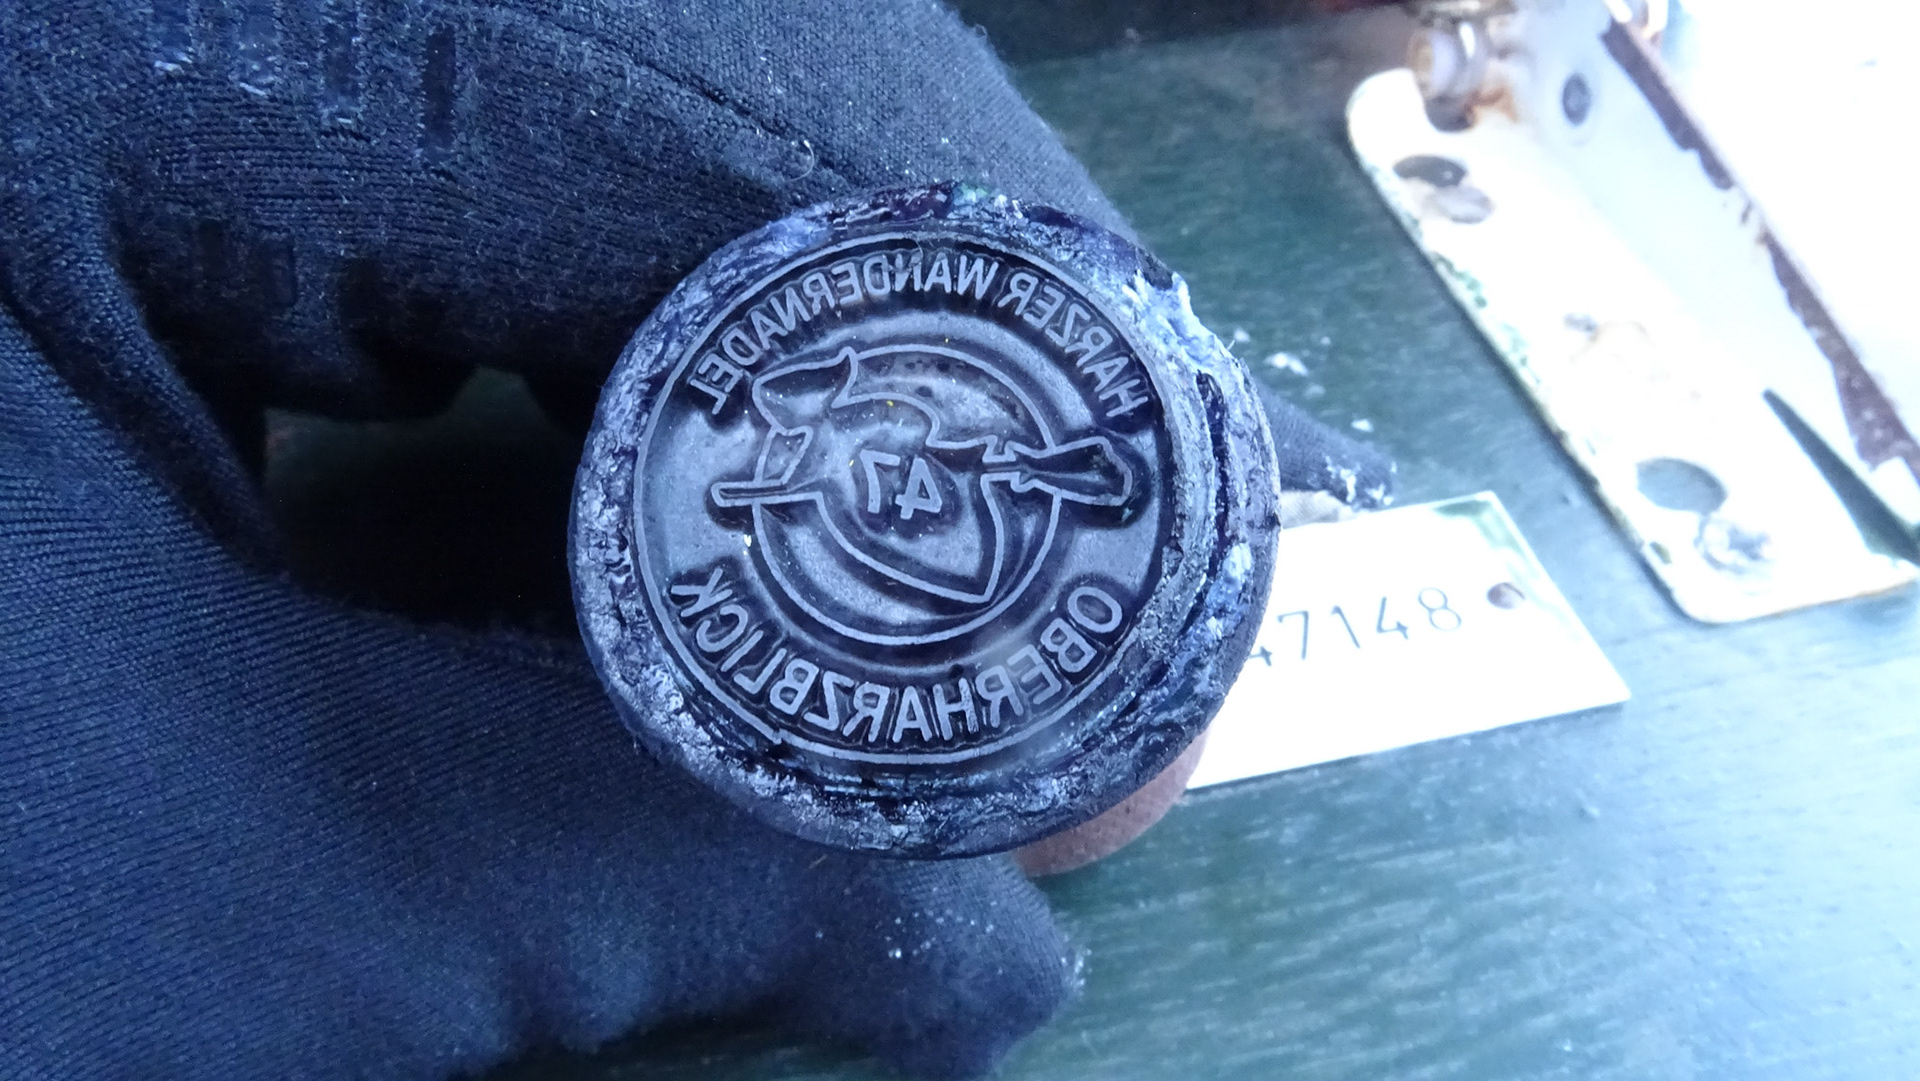 HARZER WANDERNADEL
47
OBERHARZBLICK
47148